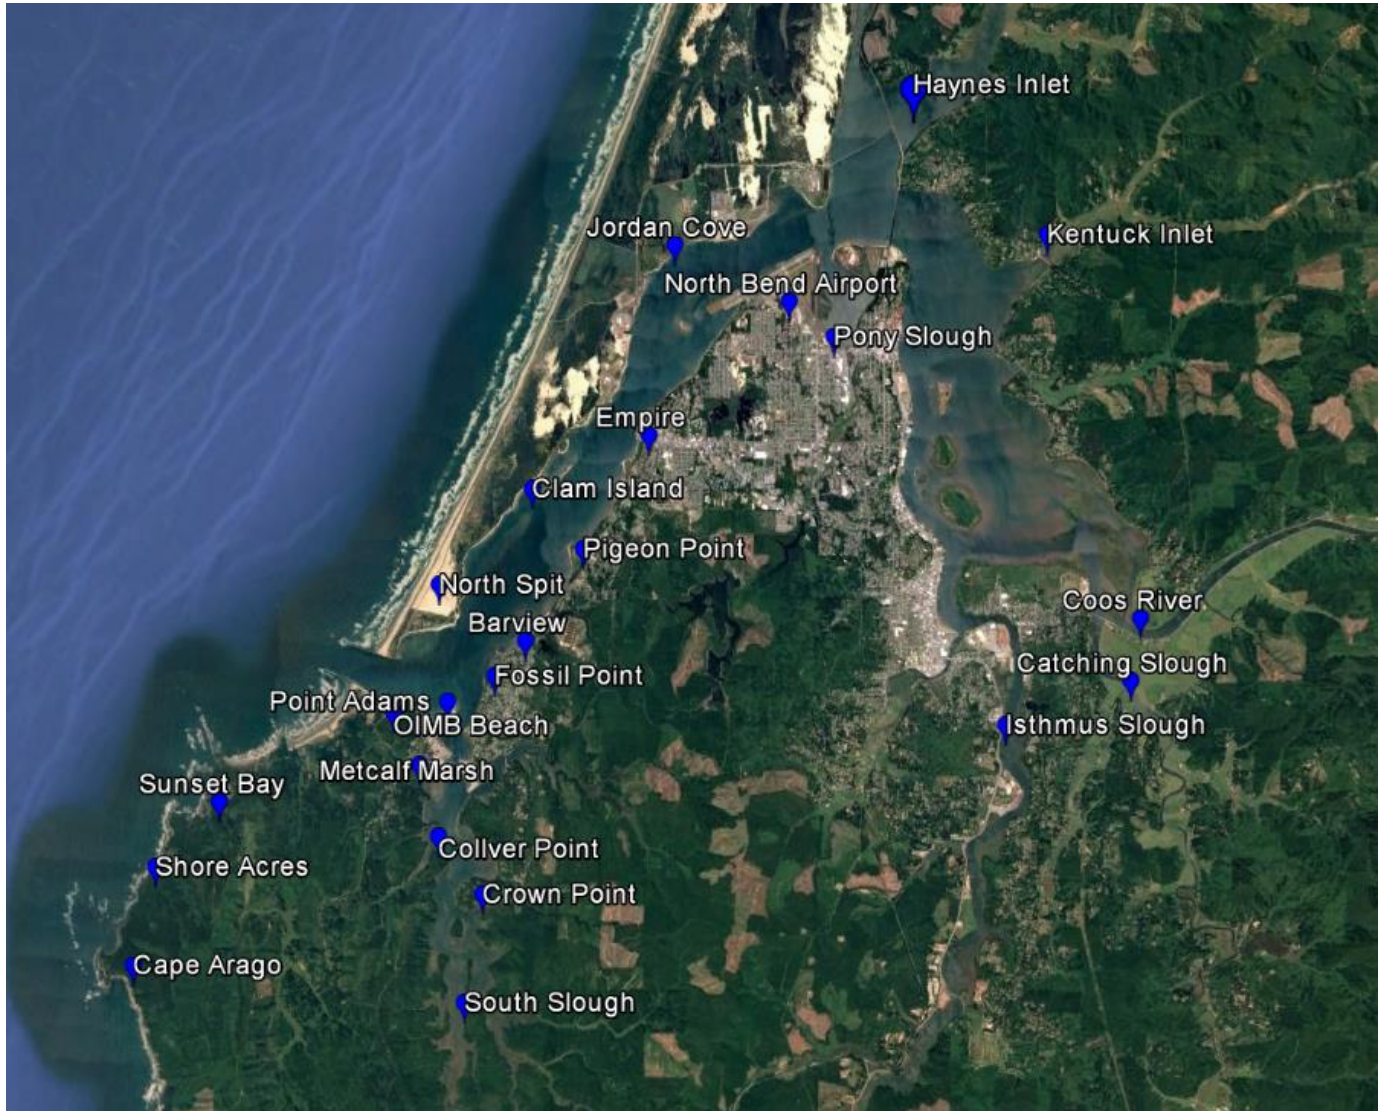 Haynes Inlet
Jordan Cove
Kentuck Inlet
North Bend Airport
Pony Slough
Empire
Clam Island
Pigeon Point
North Spit
Coos River
Barview
Catching Slough
Fossil Point
Point Adams
OIMB Beach
Isthmus Slough
Metcalf Marsh
Sunset Bay
Collver Point
Shore Acres
Crown Point
Cape Arago
South Slough